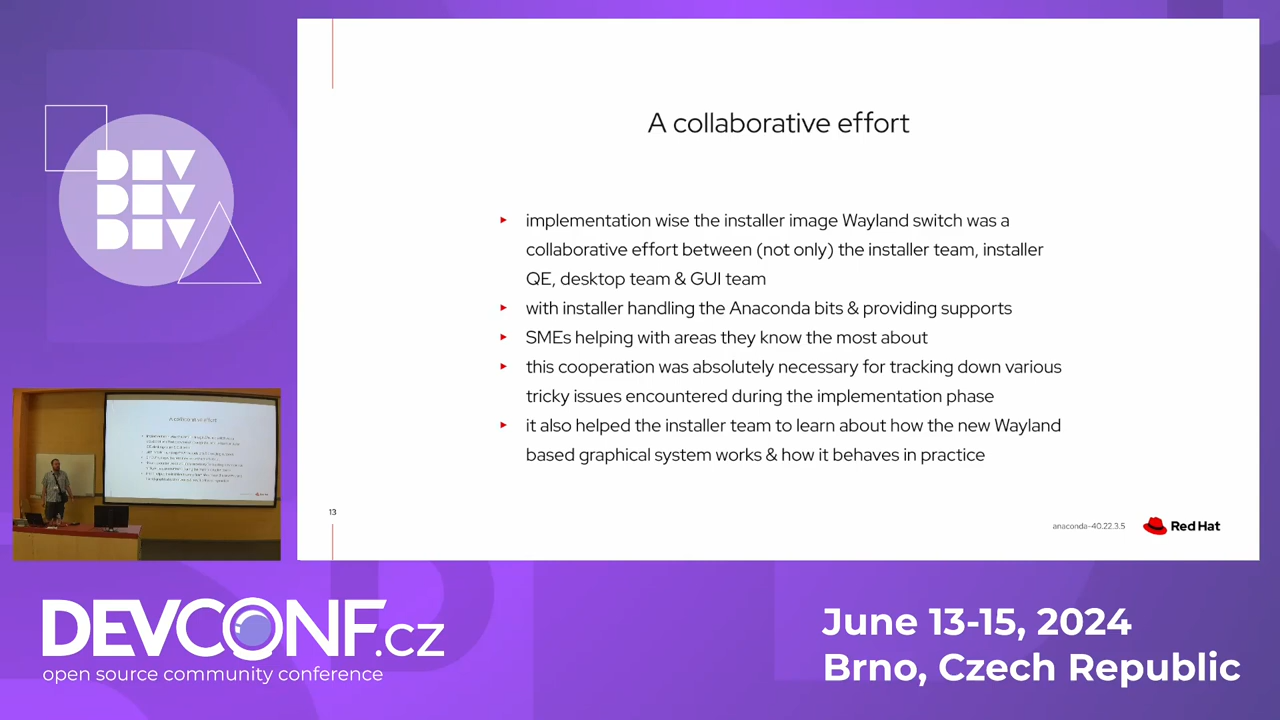 DEV
DEV
DEV
A collaborative effort
implementation wise the installer image Wayland switch was a
collaborative effort between (not only) the installer team, installer
QE, desktop team & GUI team
with installer handling the Anaconda bits & providing supports
SMEs helping with areas they know the most about
this cooperation was absolutely necessary for tracking down various
tricky issues encountered during the implementation phase
it also helped the installer team to learn about how the new Wayland
based graphical system works & how it behaves in practice
13
anaconda-40.22.3.5
Red Hat
A collaborative effort
DEVCONF.cz
open source community conference
June 13-15, 2024
Brno, Czech Republic